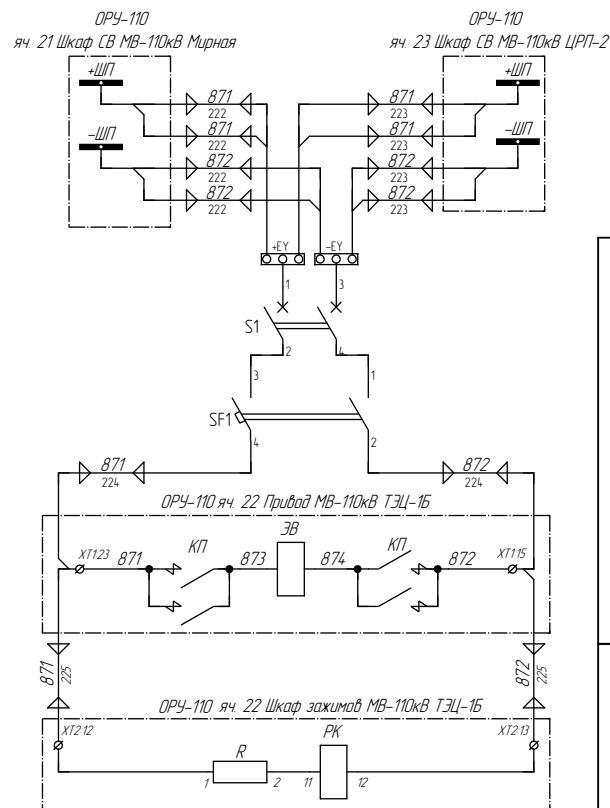 ОРУ-110
яч. 21 Шкаф СВ МВ-110кВ Мирная
ОРУ-110
яч. 23 Шкаф СВ МВ-110кВ ЦРП-2
+ШП
+ШП
871
222
871
223
-ШП
-ШП
871
222
871
223
872
222
872
223
872
222
872
223
+EY
-EY
1
3
S1
2
4
3
1
SF1
4
2
871
224
872
224
ОРУ-110 яч. 22 Привод МВ-110кВ ТЭЦ-1Б
XT1:23
871
КП
873
ЭВ
874
КП
872
XT1:15
871
225
872
225
ОРУ-110 яч. 22 Шкаф зажимов МВ-110кВ ТЭЦ-1Б
XT2:12
XT2:13
R
РК
1
2
11
12